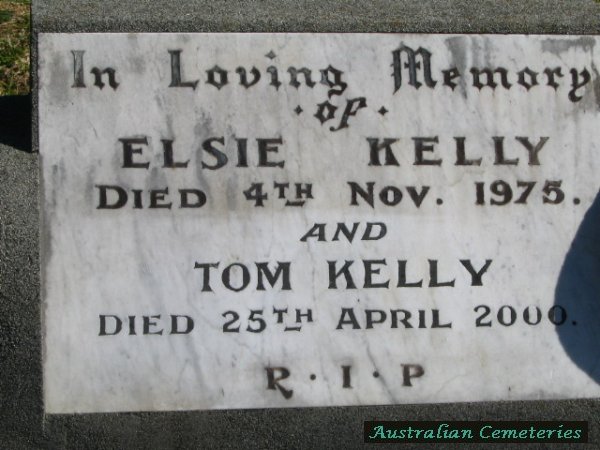 In Loving Memory
· of ·
ELSIE KELLY
DIED 4TH NOV. 1975.
AND
TOM KELLY
DIED 25TH APRIL 2000.
R · I · P
Australian Cemeteries